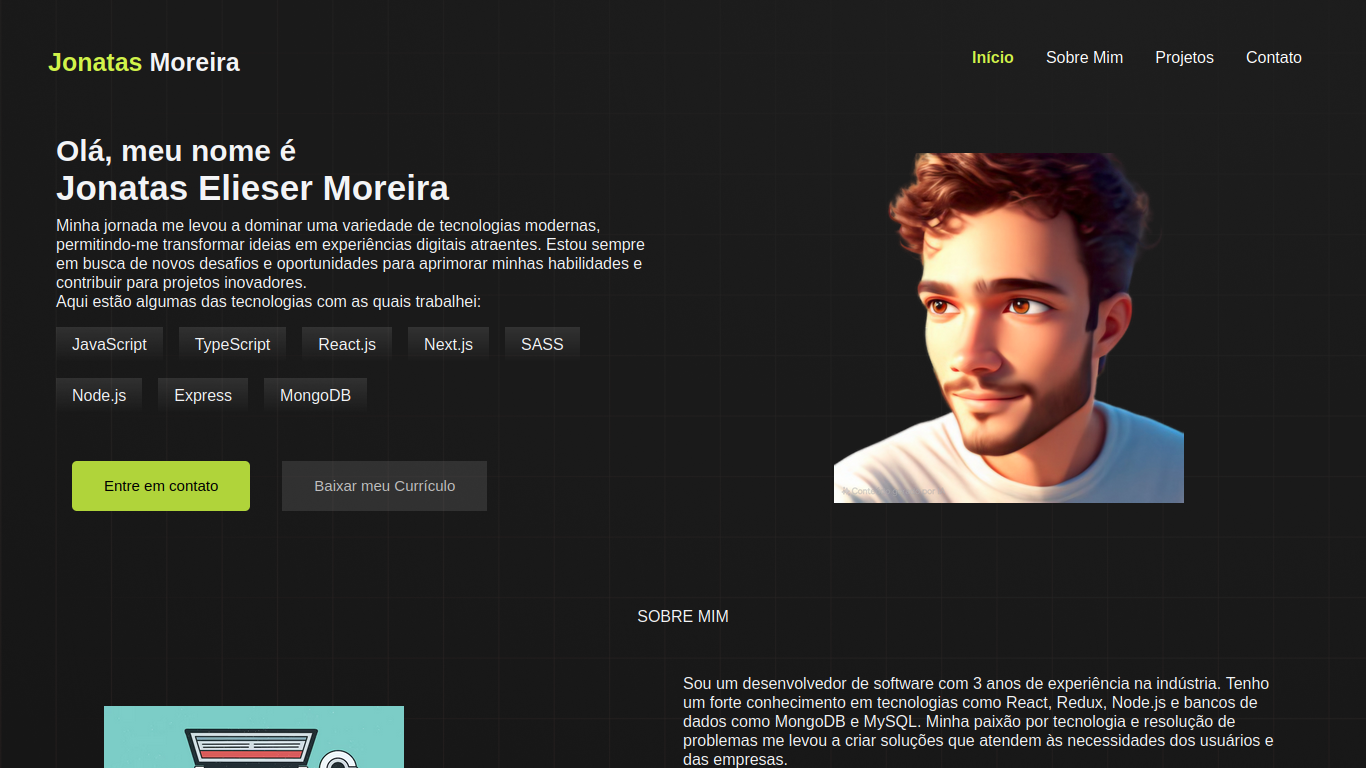 Jonatas Moreira
Início
Sobre Mim
Projetos
Contato
Olá, meu nome é
Jonatas Elieser Moreira
Minha jornada me levou a dominar uma variedade de tecnologias modernas,
permitindo-me transformar ideias em experiências digitais atraentes. Estou sempre
em busca de novos desafios e oportunidades para aprimorar minhas habilidades e
contribuir para projetos inovadores.
Aqui estão algumas das tecnologias com as quais trabalhei:
JavaScript
TypeScript
React.js
Next.js
SASS
Node.js
Express
MongoDB
Entre em contato
Baixar meu Currículo
SOBRE MIM
Sou um desenvolvedor de software com 3 anos de experiência na indústria. Tenho
um forte conhecimento em tecnologias como React, Redux, Node.js e bancos de
dados como MongoDB e MySQL. Minha paixão por tecnologia e resolução de
problemas me levou a criar soluções que atendem às necessidades dos usuários e
das empresas.